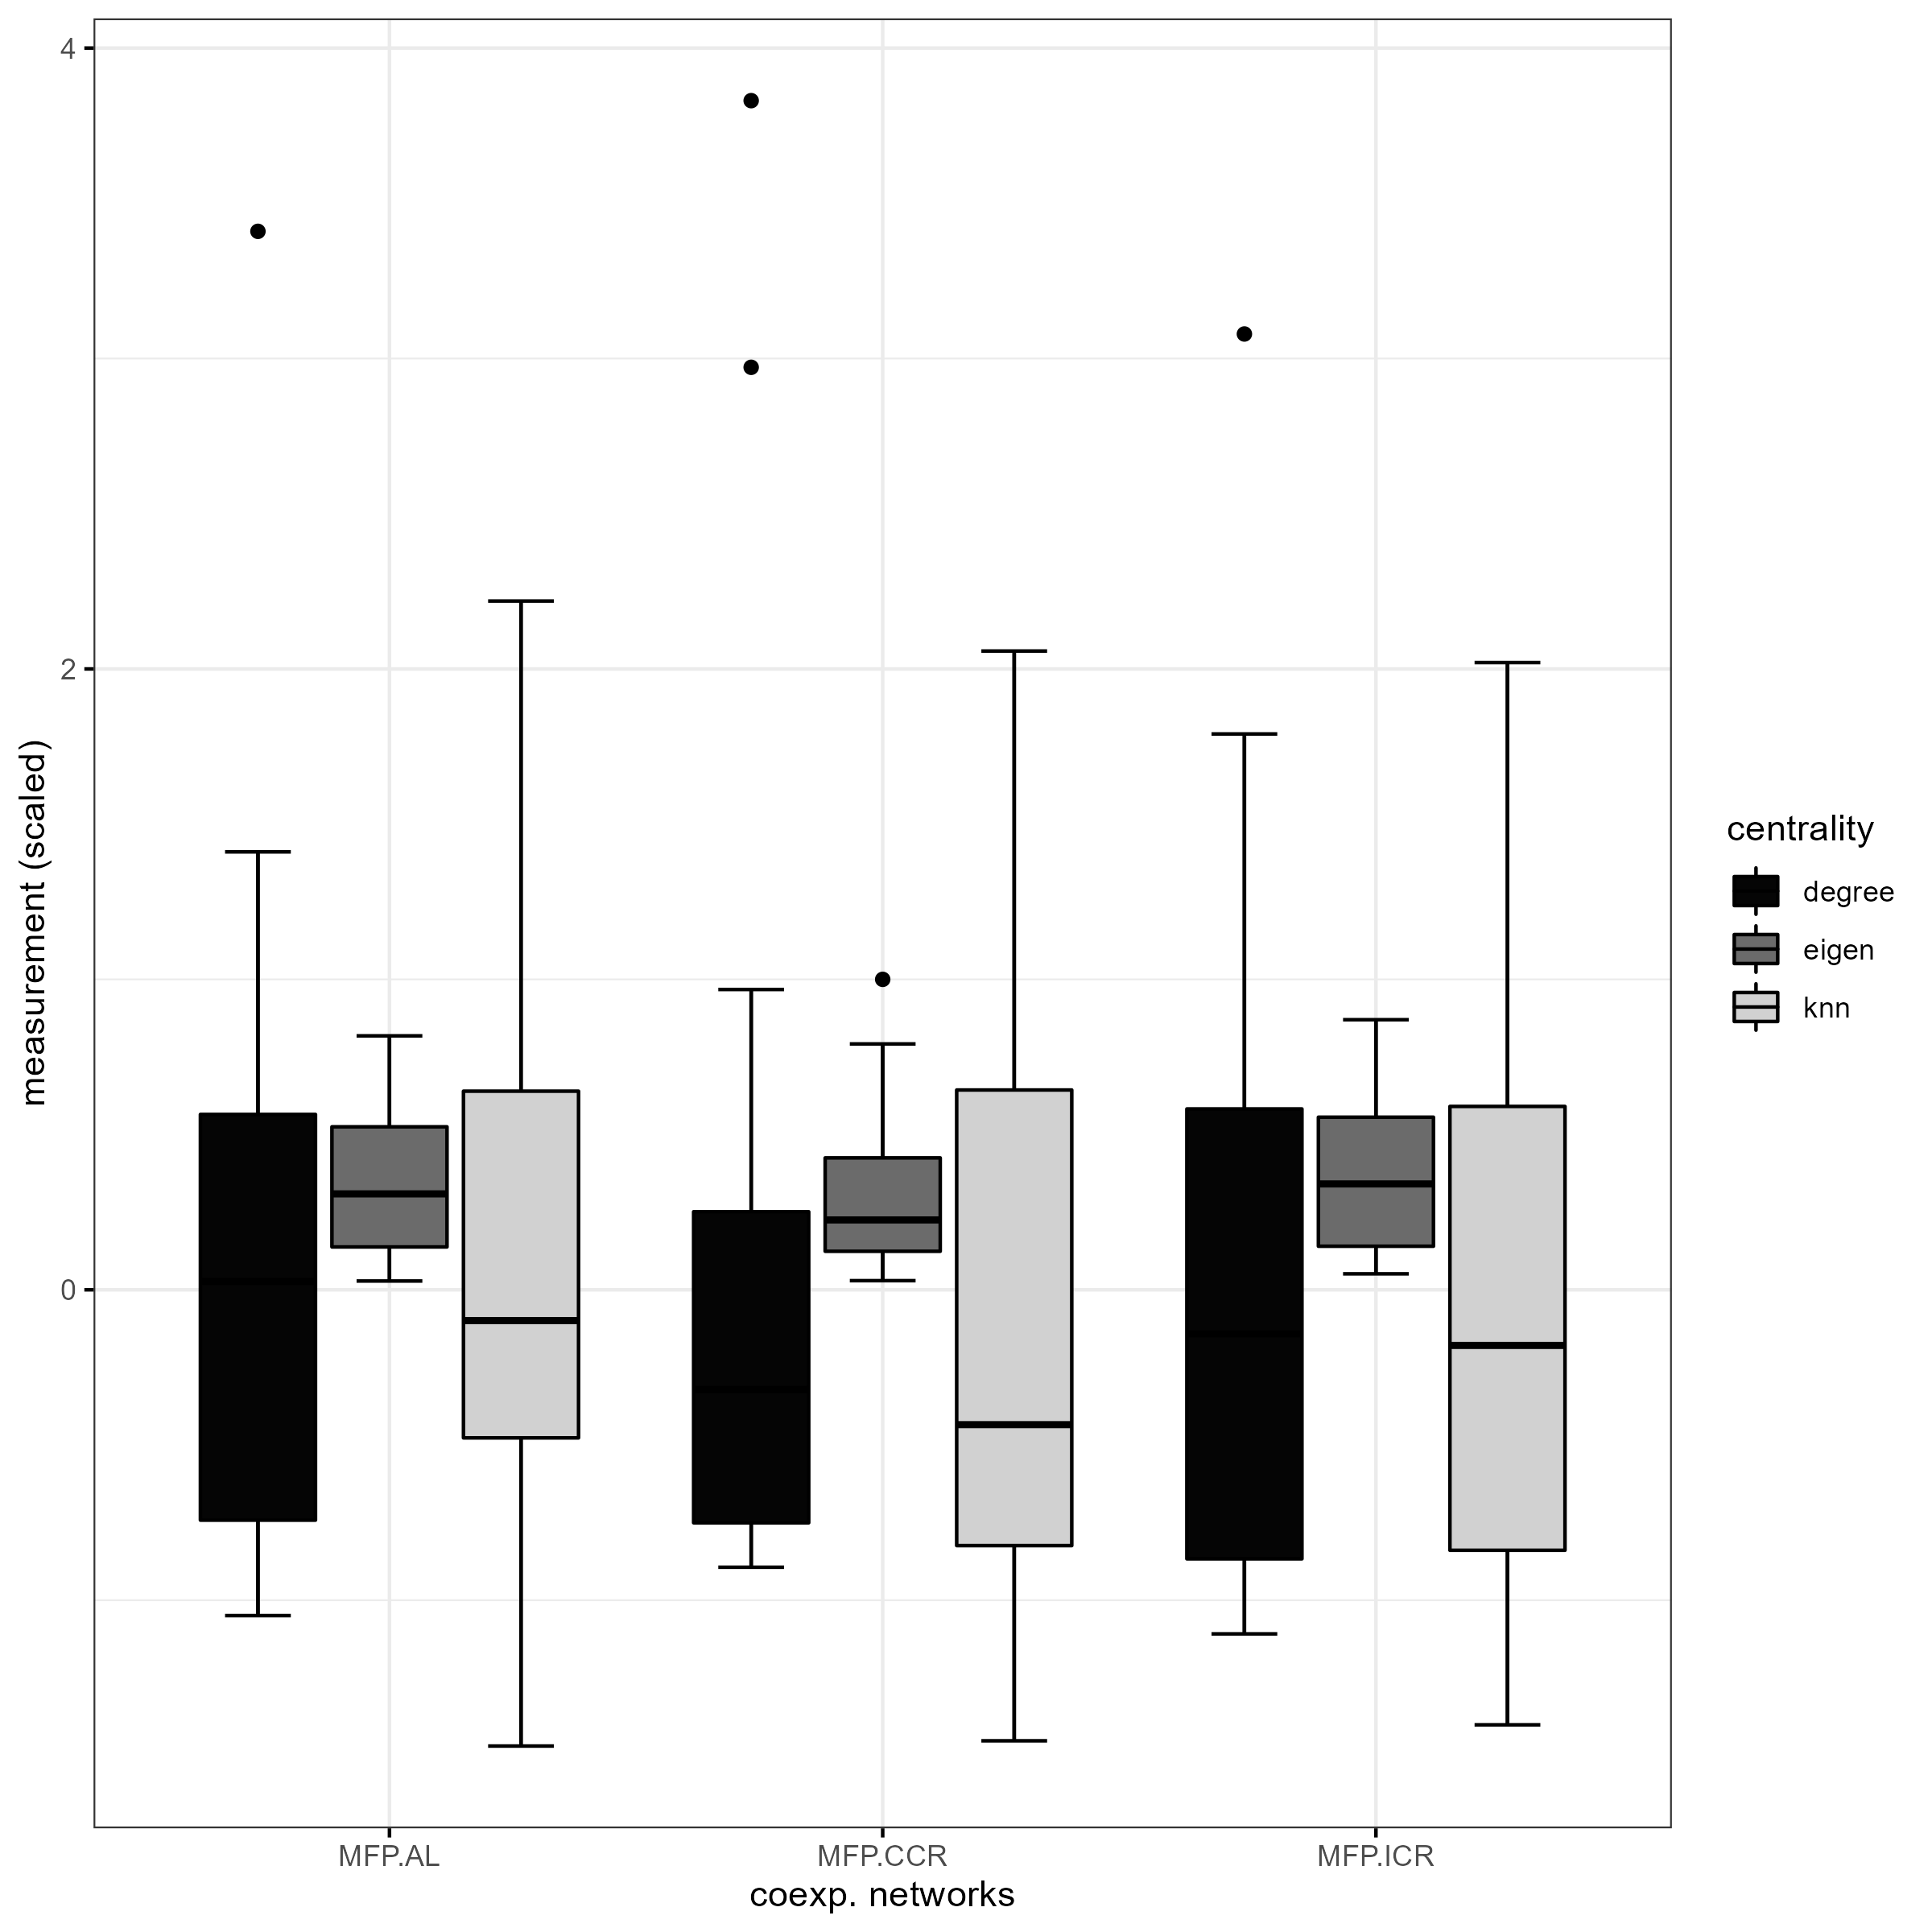 4
2
0
measurement (scaled)
MFP.AL
MFP.CCR
MFP.ICR
coexp. networks
centrality
degree
eigen
knn